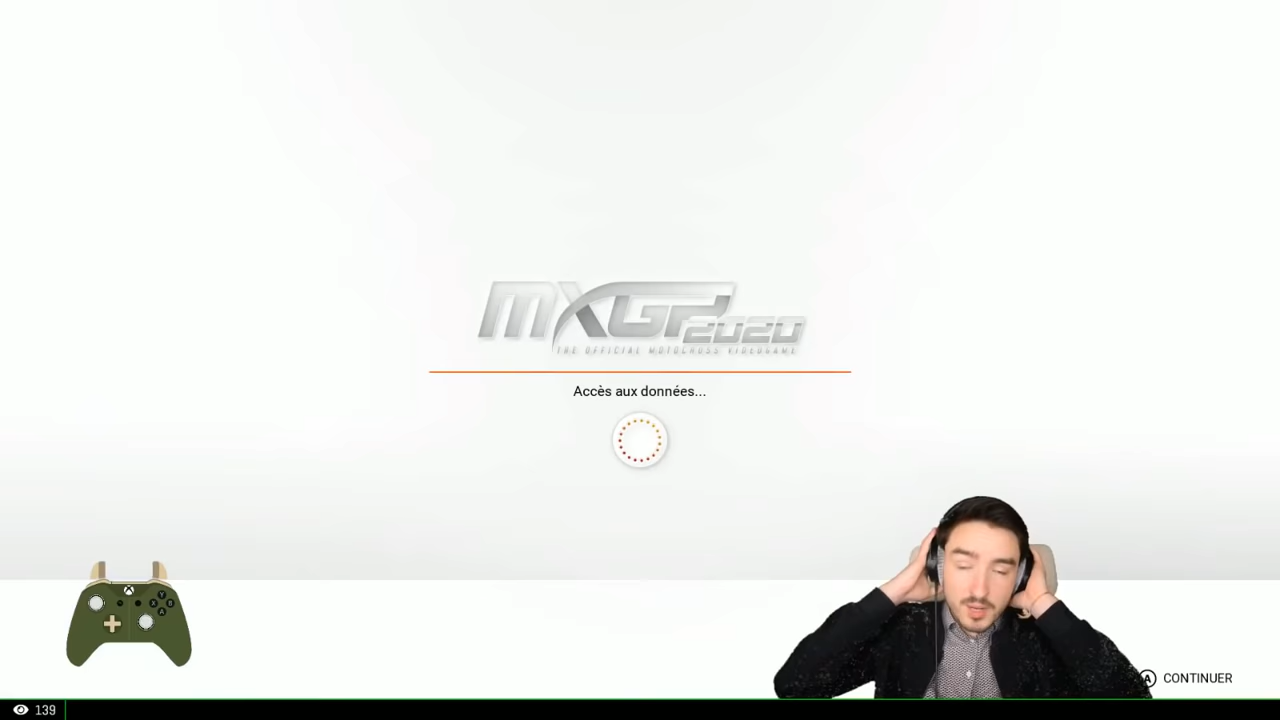 MXGP2020
THE OFFICIAL MOTOCROSS VIDEOGAME
Accès aux données...
Y
X B
A
A CONTINUER
139